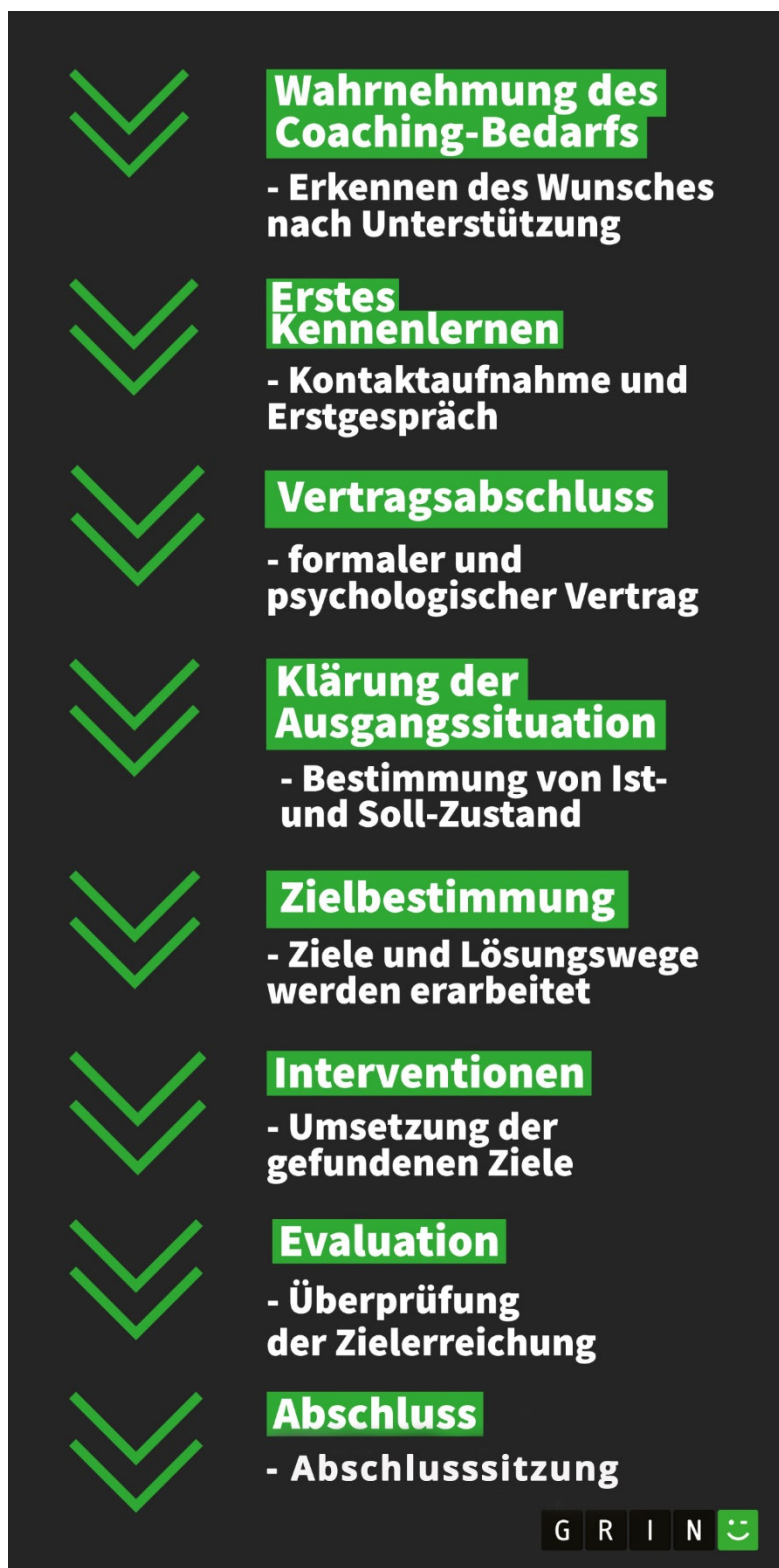 Wahrnehmung des
Coaching-Bedarfs
- Erkennen des Wunsches
nach Unterstützung
Erstes
Kennenlernen
- Kontaktaufnahme und
Erstgespräch
Vertragsabschluss
- formaler und
psychologischer Vertrag
Klärung der
Ausgangssituation
- Bestimmung von Ist-
und Soll-Zustand
Zielbestimmung
- Ziele und Lösungswege
werden erarbeitet
Interventionen
- Umsetzung der
gefundenen Ziele
Evaluation
- Überprüfung
der Zielerreichung
Abschluss
- Abschlusssitzung
GRIN